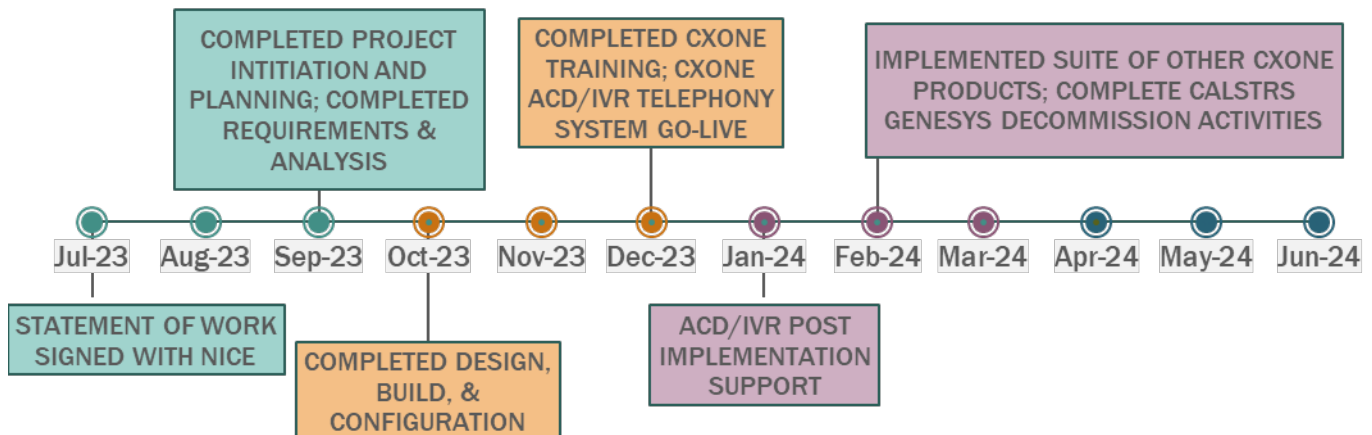 COMPLETED PROJECT
INTITIATION AND
PLANNING; COMPLETED
REQUIREMENTS &
ANALYSIS
COMPLETED CXONE
TRAINING; CXONE
ACD/IVR TELEPHONY
SYSTEM GO-LIVE
IMPLEMENTED SUITE OF OTHER CXONE
PRODUCTS; COMPLETE CALSTRS
GENESYS DECOMMISSION ACTIVITIES
Jul-23 Aug-23 Sep-23 Oct-23 Nov-23 Dec-23 Jan-24 Feb-24 Mar-24 Apr-24 May-24 Jun-24
STATEMENT OF WORK
SIGNED WITH NICE
COMPLETED DESIGN,
BUILD, &
CONFIGURATION
ACD/IVR POST
IMPLEMENTATION
SUPPORT